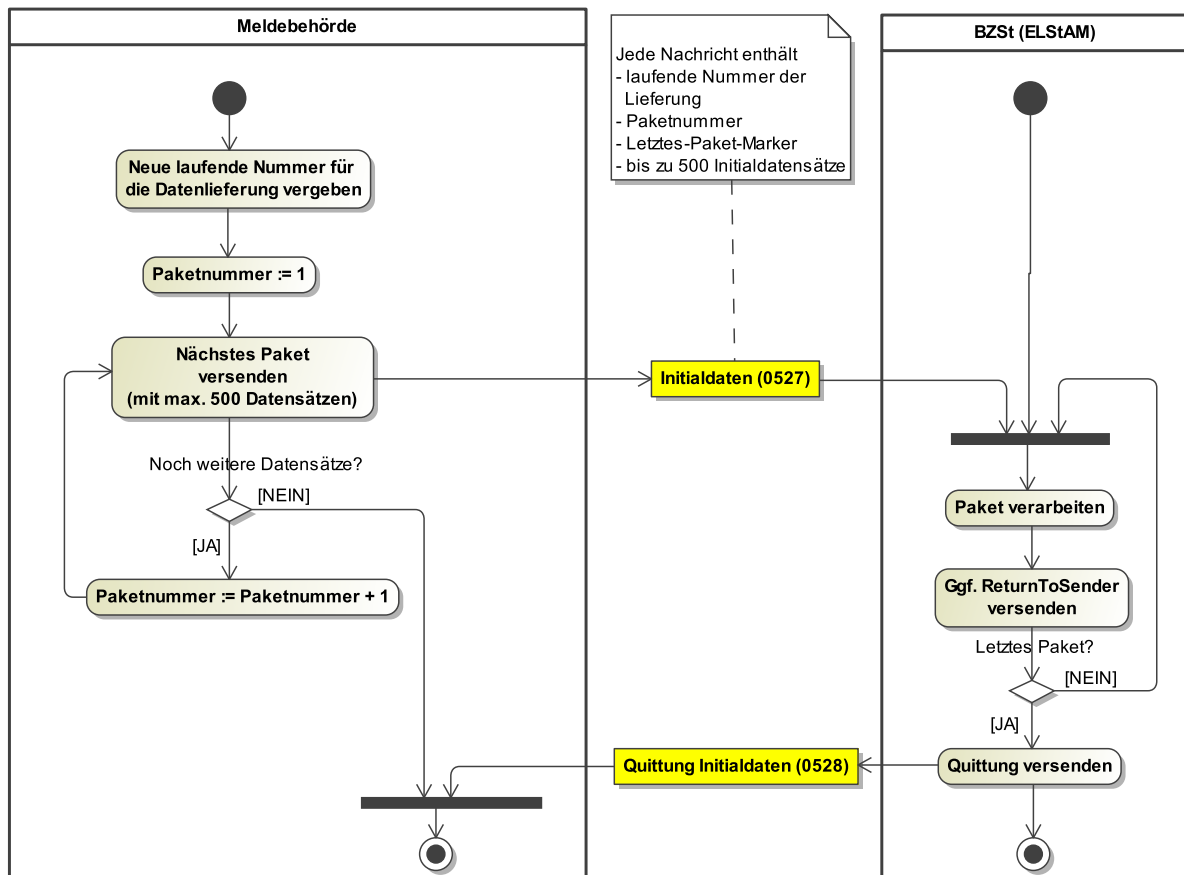 Meldebehörde
Neue laufende Nummer für
die Datenlieferung vergeben
Paketnummer := 1
Nächstes Paket
versenden
(mit max. 500 Datensätzen)
Noch weitere Datensätze?
[NEIN]
[JA]
Paketnummer := Paketnummer + 1
Jede Nachricht enthält
- laufende Nummer der
Lieferung
- Paketnummer
- Letztes-Paket-Marker
- bis zu 500 Initialdatensätze
Initialdaten (0527)
Quittung Initialdaten (0528)
BZSt (ELStAM)
Paket verarbeiten
Ggf. ReturnToSender
versenden
Letztes Paket?
[NEIN]
[JA]
Quittung versenden